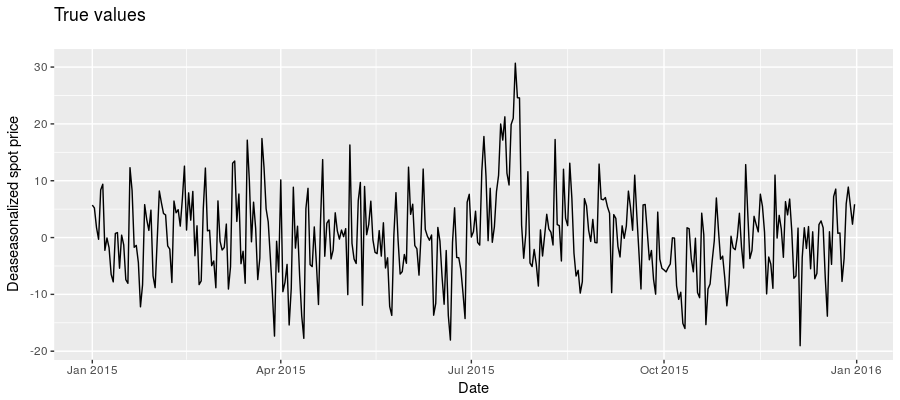 True values
Deaseasonalized spot price
30
20
10
0
-10
-20
Jan 2015
Apr 2015
Jul 2015
Oct 2015
Jan 2016
Date